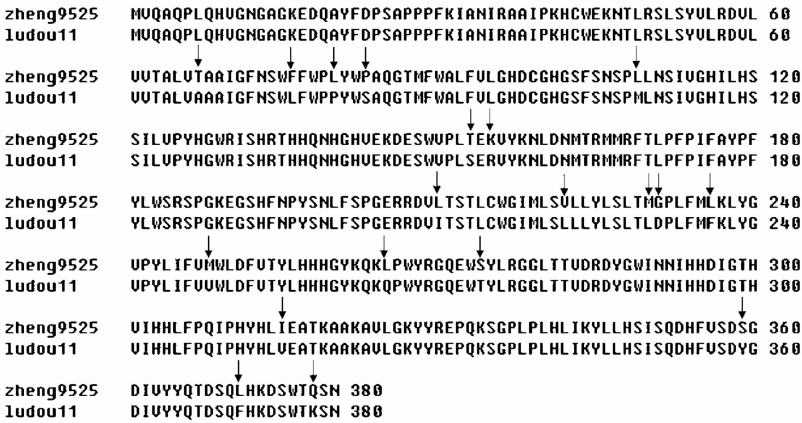 zheng9525 MVQAQPLQHVGNGAGKEDQAYFDPSAPPPFKIANIRAAIPKHCWEKNTLRSLSYVLRDVL 60
ludou11 MVQAQPLQHVGNGAGKEDQAYFDPSAPPPFKIANIRAAIPKHCWEKNTLRSLSYVLRDVL 60
zheng9525 VVTALVTAAIGFNSWFFWPLYWPAQGTMFWALFVLGHDCGHGSFSNSPLLNSIVGHILHS 120
ludou11 VVTALVAAAIGFNSWLFWPPYWSAQGTMFWALFVLGHDCGHGSFSNSPMLNSIVGHILHS 120
zheng9525 SILVPYHGWRISHRTHHQNHGHVEKDESWVPLTEKVYKNLDNMTRMMRFTLPFPIFAYPF 180
ludou11 SILVPYHGWRISHRTHHQNHGHVEKDESWVPLSERVYKNLDNMTRMMRFTLPFPIFAYPF 180
zheng9525 YLWSRSPGKEGSHFNPYSNLFSPGERRDVLTSTLCWGIMLSVLLYLSLTMGPLFMLKLYG 240
ludou11 YLWSRSPGKEGSHFNPYSNLFSPGERRDVITSTLCWGIMLSLLLYLSLTLDPLFMFKLYG 240
zheng9525 VPYLIFVMWLDFVTYLHHHGYKQKLPWYRGQEWSYLRGGLTTVDRDYGWINNIHHDIGTH 300
ludou11 VPYLIFVVWLDFVTYLHHHGYKQKQPWYRGQEWTYLRGGLTTVDRDYGWINNIHHDIGTH 300
zheng9525 VIHHLFPQIPHYHLIEATKAAKAVLGKYYREPQKSGPLPLHLIKYLLHSISQDHFVSDSG 360
ludou11 VIHHLFPQIPHYHLVEATKAAKAVLGKYYREPQKSGPLPLHLIKYLLHSISQDHFVSDYG 360
zheng9525 DIVYYQTDSQLHKDSWTQSN 380
ludou11 DIVYYQTDSQFHKDSWTKSN 380